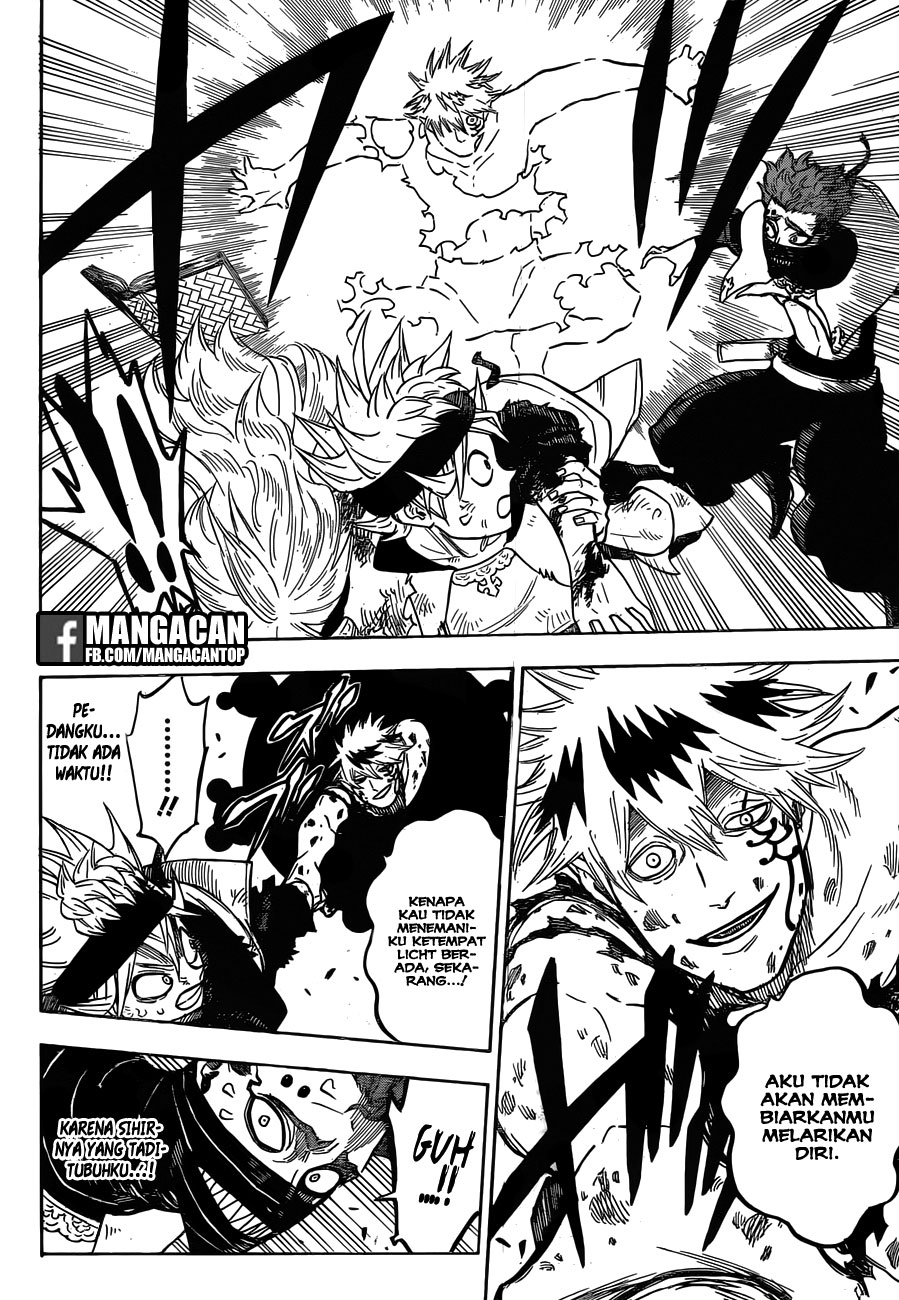 MANGACAN
FB.COM/MANGACANTOP
AKU TIDAK
AKAN MEM-
BIARKANMU
MELARIKAN
DIRI.
KENAPA
KAU TIDAK
MENEMANI-
KU KETEMPAT
LICHT BER-
ADA, SEKA-
RANG...!
........!!
PE-
DANGKU...
TIDAK ADA
WAKTU!!
GUH
!!
....
KARENA SIHIR-
NYA YANG TADI-
TUBUHKU...!